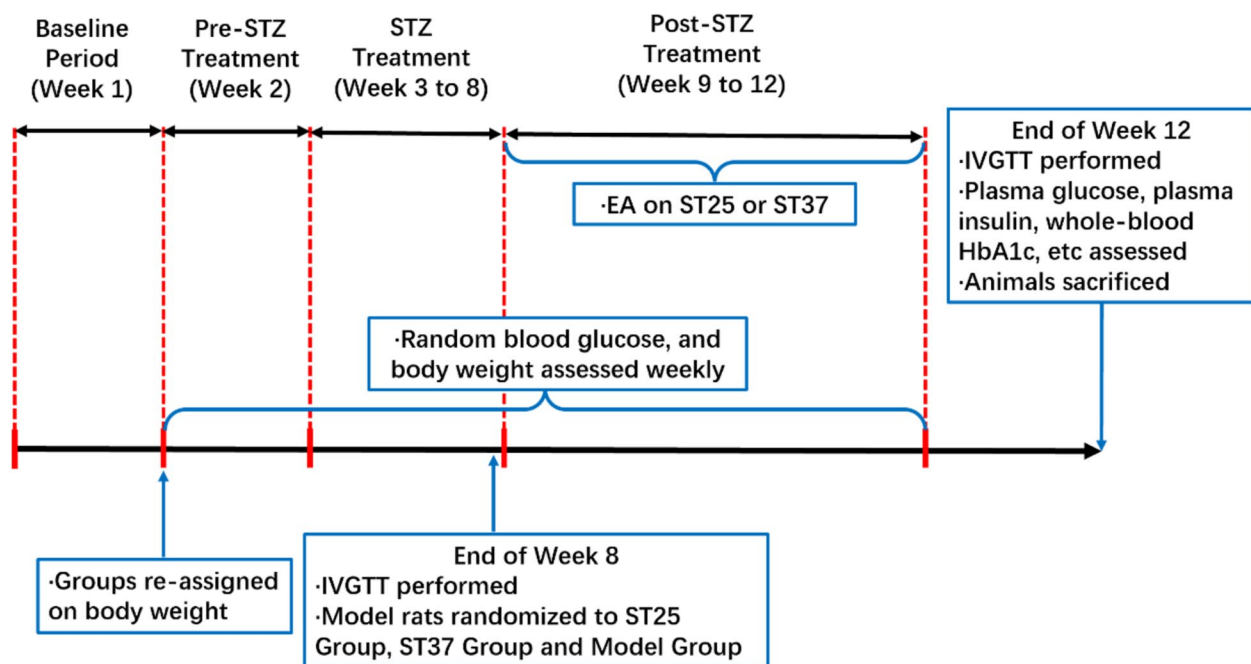 Baseline
Period
(Week 1)
Pre-STZ
Treatment
(Week 2)
STZ
Treatment
(Week 3 to 8)
Post-STZ
Treatment
(Week 9 to 12)
End of Week 12
·IVGTT performed
·Plasma glucose, plasma
insulin, whole-blood
HbA1c, etc assessed
·Animals sacrificed
·EA on ST25 or ST37
·Random blood glucose, and
body weight assessed weekly
·Groups re-assigned
on body weight
End of Week 8
·IVGTT performed
·Model rats randomized to ST25
Group, ST37 Group and Model Group